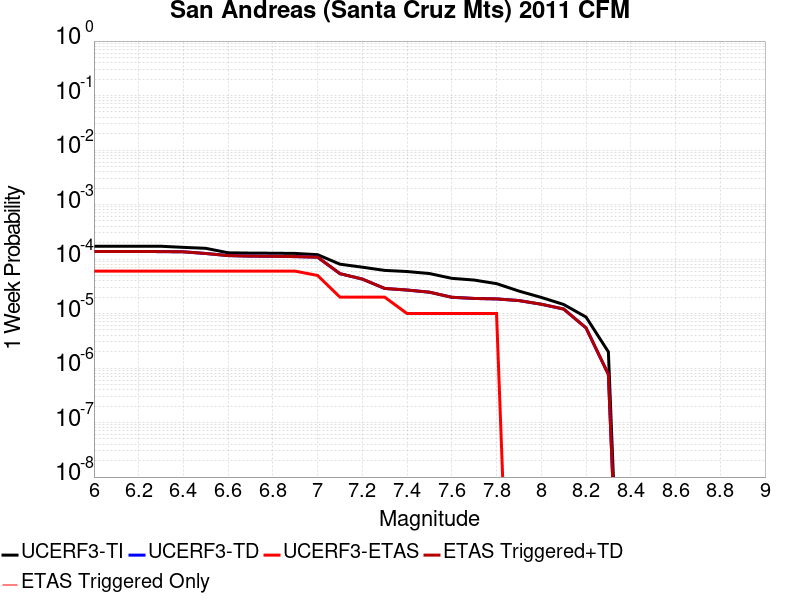 San Andreas (Santa Cruz Mts) 2011 CFM
10^0
10^-1
10^-2
10^-3
10^-4
10^-5
10^-6
10^-7
10^-8
1 Week Probability
6 6.2 6.4 6.6 6.8 7 7.2 7.4 7.6 7.8 8 8.2 8.4 8.6 8.8 9
Magnitude
UCERF3-TI UCERF3-TD UCERF3-ETAS ETAS Triggered+TD
ETAS Triggered Only